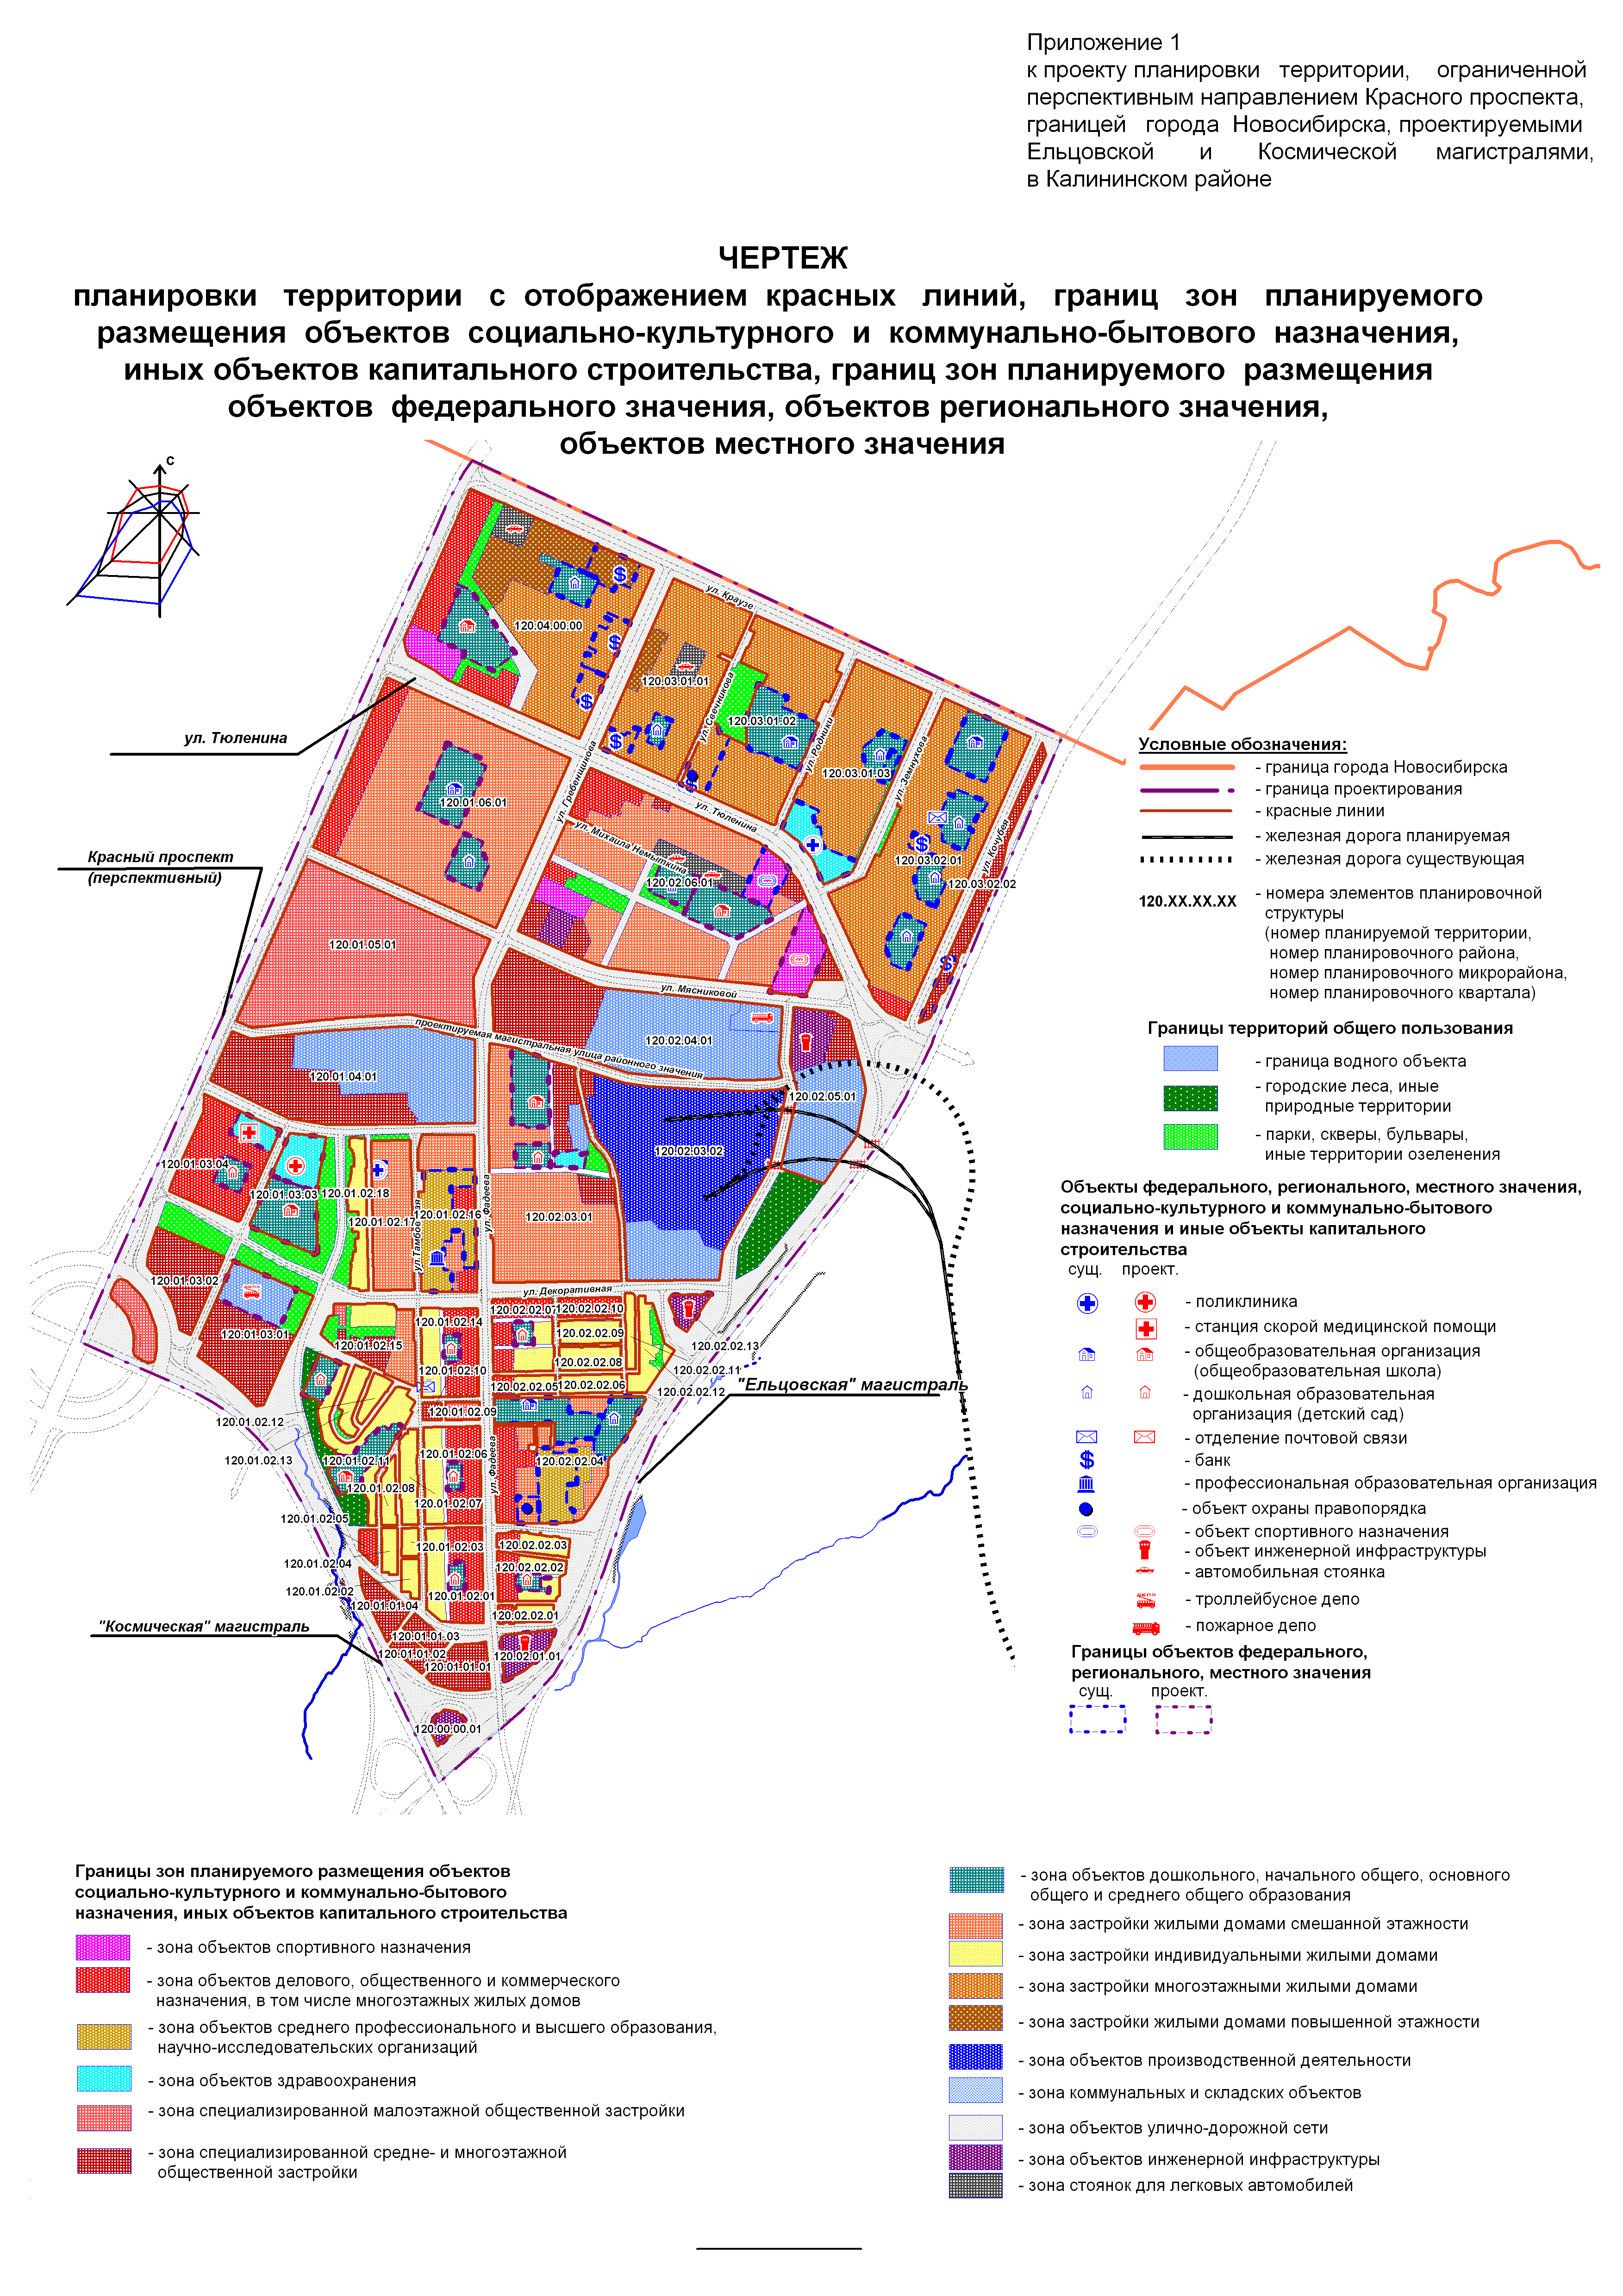 Приложение 1
к проекту планировки территории, ограниченной
перспективным направлением Красного проспекта,
границей города Новосибирска, проектируемыми
Ельцовской и Космической магистралями,
в Калининском районе
ЧЕРТЕЖ
планировки территории с отображением красных линий, границ зон планируемого
размещения объектов социально-культурного и коммунально-бытового назначения,
иных объектов капитального строительства, границ зон планируемого размещения
объектов федерального значения, объектов регионального значения,
объектов местного значения
С
ул. Краузе
120.04.00.00
120.03.01.01
ул. Свечникова
120.03.01.02
ул. Родники
120.03.01.03
ул. Земнухова
ул. Тюленина
ул. Гребенщикова
120.01.06.01
ул. Тюленина
ул. Михаила Немыткина
120.02.06.01
120.03.02.01
ул. Кочубея
120.03.02.02
Красный проспект
(перспективный)
120.01.05.01
ул. Мясниковой
проектируемая магистральная улица районного значения
120.02.04.01
120.01.04.01
120.02.05.01
120.02.03.02
120.01.03.04
120.01.03.03
120.01.02.18
120.01.02.17
120.01.02.16
ул. Тамбовская
ул. Фадеева
120.02.03.01
120.01.03.02
ул. Декоративная
120.01.03.01
120.01.02.14
120.02.02.07
120.02.02.10
120.01.02.15
120.02.02.09
120.02.02.13
120.01.02.10
120.02.02.08
120.02.02.11
120.02.02.05
120.02.02.06
120.02.02.12
"Ельцовская" магистраль
120.01.02.12
120.01.02.09
120.01.02.13
120.01.02.11
120.01.02.06
ул. Фадеева
120.02.02.04
120.01.02.08
120.01.02.07
120.01.02.05
120.01.02.03
120.02.02.03
120.01.02.04
120.02.02.02
120.01.02.02
120.01.02.01
120.01.01.04
120.02.02.01
"Космическая" магистраль
120.01.01.03
120.01.01.02
120.02.01.01
120.01.01.01
120.00.00.01
Условные обозначения:
- граница города Новосибирска
- граница проектирования
- красные линии
- железная дорога планируемая
- железная дорога существующая
120.XX.XX.XX
- номера элементов планировочной
структуры
(номер планируемой территории,
номер планировочного района,
номер планировочного микрорайона,
номер планировочного квартала)
Границы территорий общего пользования
- граница водного объекта
- городские леса, иные
природные территории
- парки, скверы, бульвары,
иные территории озеленения
Объекты федерального, регионального, местного значения,
социально-культурного и коммунально-бытового
назначения и иные объекты капитального
строительства
сущ. проект.
- поликлиника
- станция скорой медицинской помощи
- общеобразовательная организация
(общеобразовательная школа)
- дошкольная образовательная
организация (детский сад)
- отделение почтовой связи
- банк
- профессиональная образовательная организация
- объект охраны правопорядка
- объект спортивного назначения
- объект инженерной инфраструктуры
- автомобильная стоянка
- троллейбусное депо
- пожарное депо
Границы объектов федерального,
регионального, местного значения
сущ. проект.
Границы зон планируемого размещения объектов
социально-культурного и коммунально-бытового
назначения, иных объектов капитального строительства
- зона объектов спортивного назначения
- зона объектов делового, общественного и коммерческого
назначения, в том числе многоэтажных жилых домов
- зона объектов среднего профессионального и высшего образования,
научно-исследовательских организаций
- зона объектов здравоохранения
- зона специализированной малоэтажной общественной застройки
- зона специализированной средне- и многоэтажной
общественной застройки
- зона объектов дошкольного, начального общего, основного
общего и среднего общего образования
- зона застройки жилыми домами смешанной этажности
- зона застройки индивидуальными жилыми домами
- зона застройки многоэтажными жилыми домами
- зона застройки жилыми домами повышенной этажности
- зона объектов производственной деятельности
- зона коммунальных и складских объектов
- зона объектов улично-дорожной сети
- зона объектов инженерной инфраструктуры
- зона стоянок для легковых автомобилей